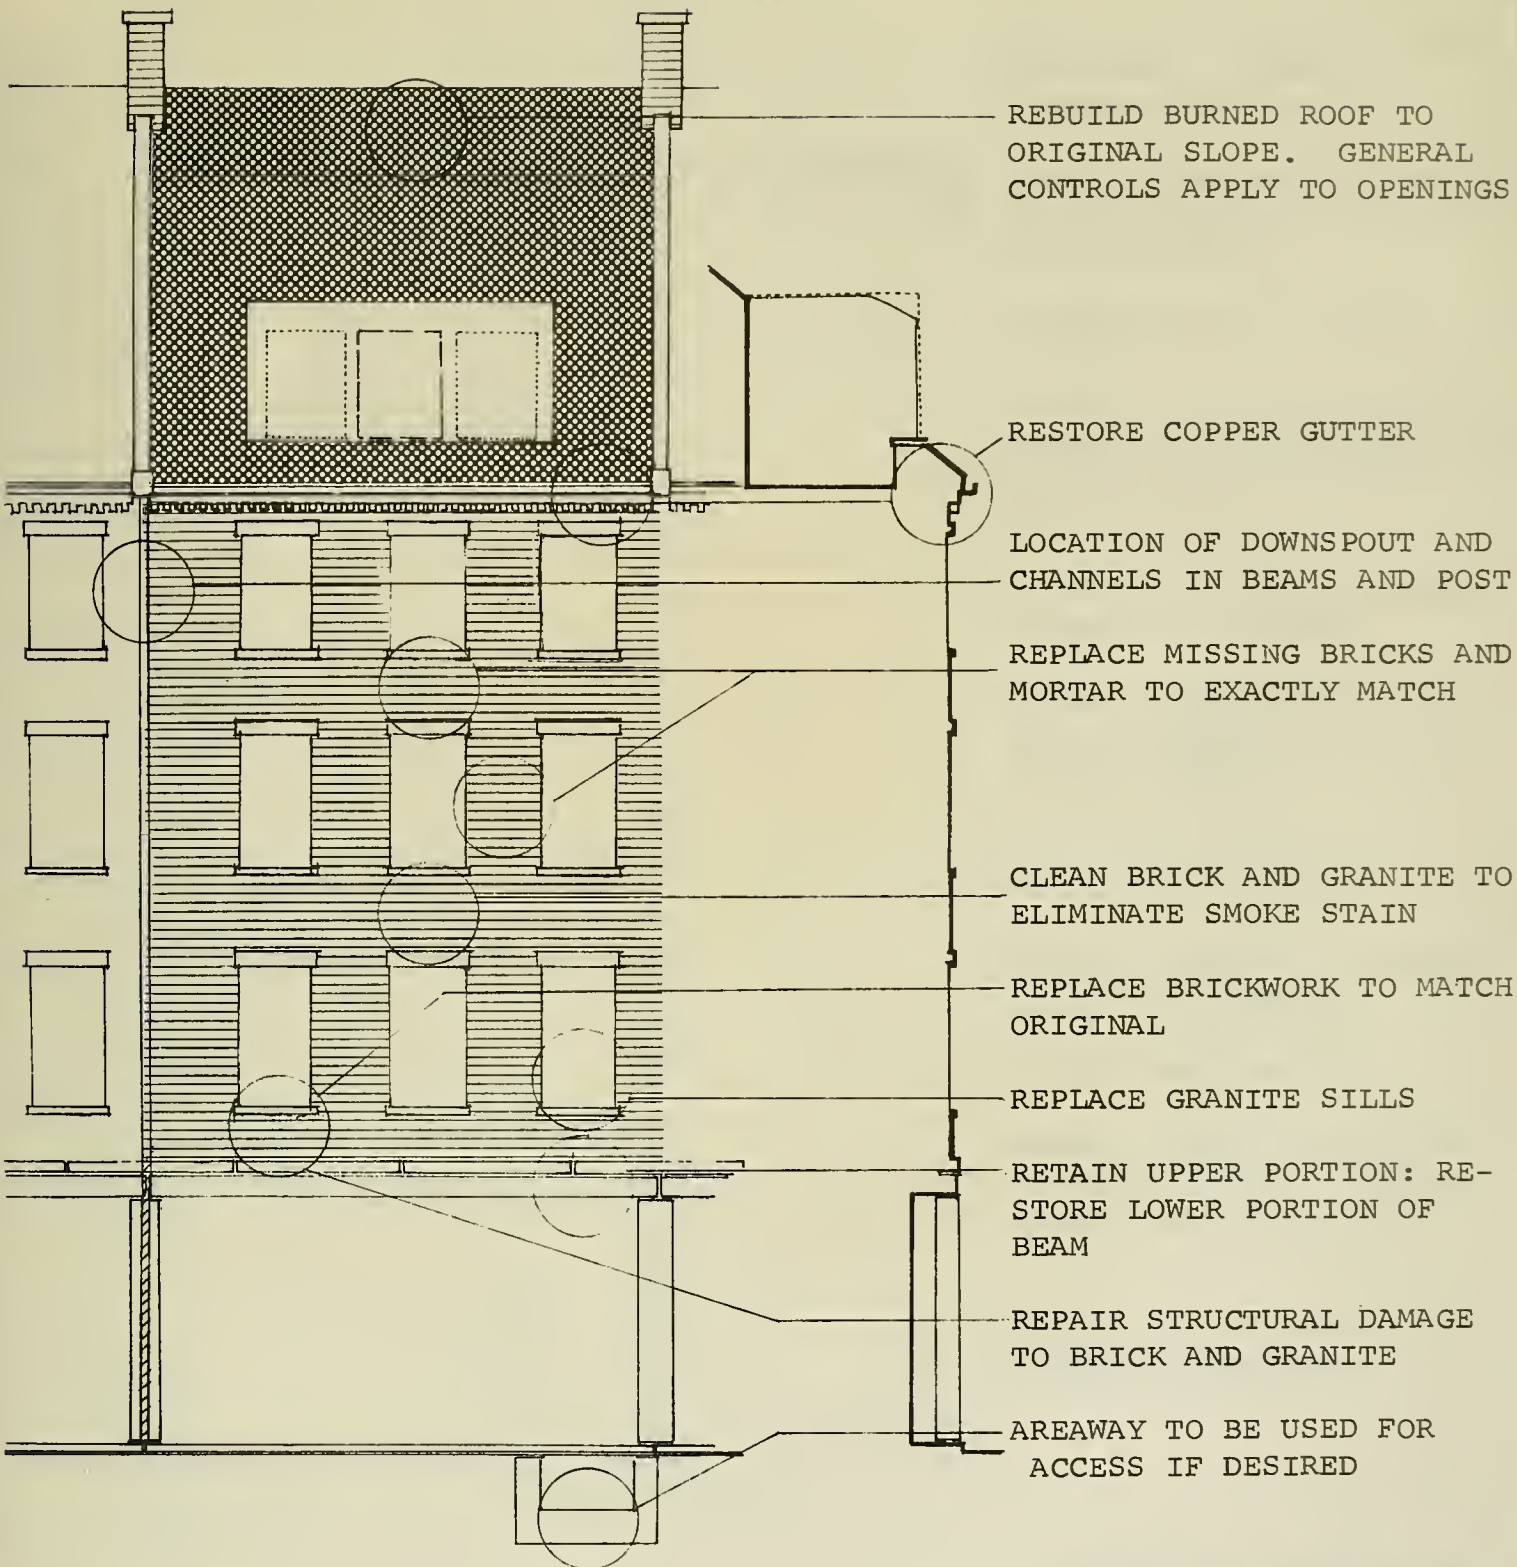 REBUILD BURNED ROOF TO
ORIGINAL SLOPE. GENERAL
CONTROLS APPLY TO OPENINGS
RESTORE COPPER GUTTER
LOCATION OF DOWNSPOUT AND
CHANNELS IN BEAMS AND POST
REPLACE MISSING BRICKS AND
MORTAR TO EXACTLY MATCH
CLEAN BRICK AND GRANITE TO
ELIMINATE SMOKE STAIN
REPLACE BRICKWORK TO MATCH
ORIGINAL
REPLACE GRANITE SILLS
RETAIN UPPER PORTION: RE-
STORE LOWER PORTION OF
BEAM
REPAIR STRUCTURAL DAMAGE
TO BRICK AND GRANITE
AREAWAY TO BE USED FOR
ACCESS IF DESIRED